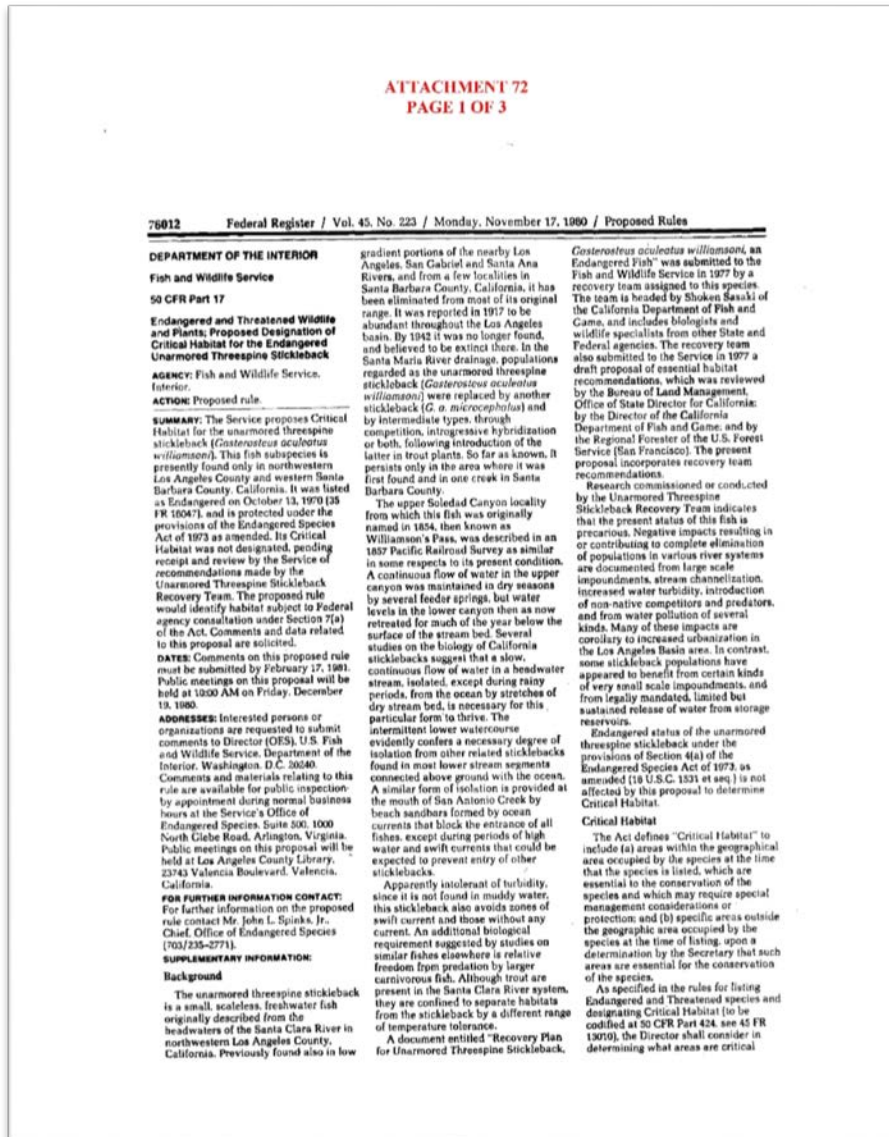 ATTACHMENT 72
PAGE 1 OF 3
76012 Federal Register / Vol. 45, No. 223 / Monday, November 17, 1980 / Proposed Rules
DEPARTMENT OF THE INTERIOR
Fish and Wildlife Service
50 CFR Part 17
Endangered and Threatened Wildlife
and Plants; Proposed Designation of
Critical Habitat for the Endangered
Unarmored Threespine Stickleback
AGENCY: Fish and Wildlife Service,
Interior.
ACTION: Proposed rule.
SUMMARY: The Service proposes Critical
Habitat for the unarmored threespine
stickleback (Gasterosteus aculeatus
williamsoni). This fish subspecies is
presently found only in northwestern
Los Angeles County and western Santa
Barbara County, California. It was listed
as Endangered on October 13, 1970 (35
FR 16047), and is protected under the
provisions of the Endangered Species
Act of 1973 as amended. Its Critical
Habitat was not designated, pending
receipt and review by the Service of
recommendations made by the
Unarmored Threespine Stickleback
Recovery Team. The proposed rule
would identify habitat subject to Federal
agency consultation under Section 7(a)
of the Act. Comments and data related
to this proposal are solicited.
DATES: Comments on this proposed rule
must be submitted by February 17, 1981.
Public meetings on this proposal will be
held at 10:00 AM on Friday, December
19, 1980.
ADDRESSES: Interested persons or
organizations are requested to submit
comments to Director (OES), U.S. Fish
and Wildlife Service, Department of the
Interior, Washington, D.C. 20240.
Comments and materials relating to this
rule are available for public inspection
by appointment during normal business
hours at the Service's Office of
Endangered Species, Suite 500, 1000
North Glebe Road, Arlington, Virginia.
Public meetings on this proposal will be
held at Los Angeles County Library,
23743 Valencia Boulevard, Valencia,
California.
FOR FURTHER INFORMATION CONTACT:
For further information on the proposed
rule contact Mr. John L. Spinks, Jr.,
Chief, Office of Endangered Species
(703/235-2771).
SUPPLEMENTARY INFORMATION:
Background
The unarmored threespine stickleback
is a small, scaleless, freshwater fish
originally described from the
headwaters of the Santa Clara River in
northwestern Los Angeles County,
California. Previously found also in low
gradient portions of the nearby Los
Angeles, San Gabriel and Santa Ana
Rivers, and from a few localities in
Santa Barbara County, California, it has
been eliminated from most of its original
range. It was reported in 1917 to be
abundant throughout the Los Angeles
basin. By 1942 it was no longer found,
and believed to be extinct there. In the
Santa Maria River drainage, populations
regarded as the unarmored threespine
stickleback (Gasterosteus aculeatus
williamsoni) were replaced by another
stickleback (G. a. microcephalus) and
by intermediate types, through
competition, introgressive hybridization
or both, following introduction of the
latter in trout plants. So far as known, it
persists only in the area where it was
first found and in one creek in Santa
Barbara County.
The upper Soledad Canyon locality
from which this fish was originally
named in 1854, then known as
Williamson's Pass, was described in an
1857 Pacific Railroad Survey as similar
in some respects to its present condition.
A continuous flow of water in the upper
canyon was maintained in dry seasons
by several feeder springs, but water
levels in the lower canyon then as now
retreated for much of the year below the
surface of the stream bed. Several
studies on the biology of California
sticklebacks suggest that a slow,
continuous flow of water in a headwater
stream, isolated, except during rainy
periods, from the ocean by stretches of
dry stream bed, is necessary for this
particular form to thrive. The
intermittent lower watercourse
evidently confers a necessary degree of
isolation from other related sticklebacks
found in most lower stream segments
connected above ground with the ocean.
A similar form of isolation is provided at
the mouth of San Antonio Creek by
beach sandbars formed by ocean
currents that block the entrance of all
fishes, except during periods of high
water and swift currents that could be
expected to prevent entry of other
sticklebacks.
Apparently intolerant of turbidity,
since it is not found in muddy water,
this stickleback also avoids zones of
swift current and those without any
current. An additional biological
requirement suggested by studies on
similar fishes elsewhere is relative
freedom from predation by larger
carnivorous fish. Although trout are
present in the Santa Clara River system,
they are confined to separate habitats
from the stickleback by a different range
of temperature tolerance.
A document entitled "Recovery Plan
for Unarmored Threespine Stickleback,
Gasterosteus aculeatus williamsoni, an
Endangered Fish" was submitted to the
Fish and Wildlife Service in 1977 by a
recovery team assigned to this species.
The team is headed by Shoken Sasaki of
the California Department of Fish and
Game, and includes biologists and
wildlife specialists from other State and
Federal agencies. The recovery team
also submitted to the Service in 1977 a
draft proposal of essential habitat
recommendations, which was reviewed
by the Bureau of Land Management,
Office of State Director for California;
by the Director of the California
Department of Fish and Game; and by
the Regional Forester of the U.S. Forest
Service (San Francisco). The present
proposal incorporates recovery team
recommendations.
Research commissioned or conducted
by the Unarmored Threespine
Stickleback Recovery Team indicates
that the present status of this fish is
precarious. Negative impacts resulting in
or contributing to complete elimination
of populations in various river systems
are documented from large scale
impoundments, stream channelization,
increased water turbidity, introduction
of non-native competitors and predators,
and from water pollution of several
kinds. Many of these impacts are
corollary to increased urbanization in
the Los Angeles Basin area. In contrast,
some stickleback populations have
appeared to benefit from certain kinds
of very small scale impoundments, and
from legally mandated, limited but
sustained release of water from storage
reservoirs.
Endangered status of the unarmored
threespine stickleback under the
provisions of Section 4(a) of the
Endangered Species Act of 1973, as
amended (16 U.S.C. 1531 et seq.) is not
affected by this proposal to determine
Critical Habitat.
Critical Habitat
The Act defines "Critical Habitat" to
include (a) areas within the geographical
area occupied by the species at the time
that the species is listed, which are
essential to the conservation of the
species and which may require special
management considerations or
protection; and (b) specific areas outside
the geographic area occupied by the
species at the time of listing, upon a
determination by the Secretary that such
areas are essential for the conservation
of the species.
As specified in the rules for listing
Endangered and Threatened species and
designating Critical Habitat (to be
codified at 50 CFR Part 424, see 45 FR
13010), the Director shall consider in
determining what areas are critical